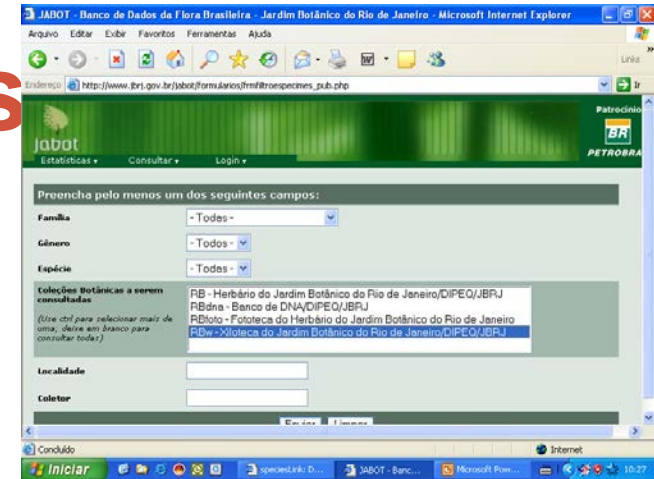 JABOT - Banco de Dados da Flora Brasileira - Jardim Botânico do Rio de Janeiro - Microsoft Internet Explorer
Arquivo Editar Exibir Favoritos Ferramentas Ajuda
Links
Endereço http://www.jbrj.gov.br/jabot/formularios/frmfiltroespecimes_pub.php Ir
S
Patrocínio
jabot
BR
PETROBRA
Estatísticas Consultar Login
Preencha pelo menos um dos seguintes campos:
Família - Todas -
Gênero - Todos -
Espécie - Todas -
Coleções Botânicas a serem consultadas
(Use ctrl para selecionar mais de uma; deixe em branco para consultar todas)
RB - Herbário do Jardim Botânico do Rio de Janeiro/DIPEQ/JBRJ
RBdna - Banco de DNA/DIPEQ/JBRJ
RBfoto - Fototeca do Herbário do Jardim Botânico do Rio de Janeiro
RBw - Xiloteca do Jardim Botânico do Rio de Janeiro/DIPEQ/JBRJ
Localidade
Coletor
Enviar Limpar
Concluído Internet
Iniciar speciesLink: D... JABOT - Banc... Microsoft Pow... 10:27